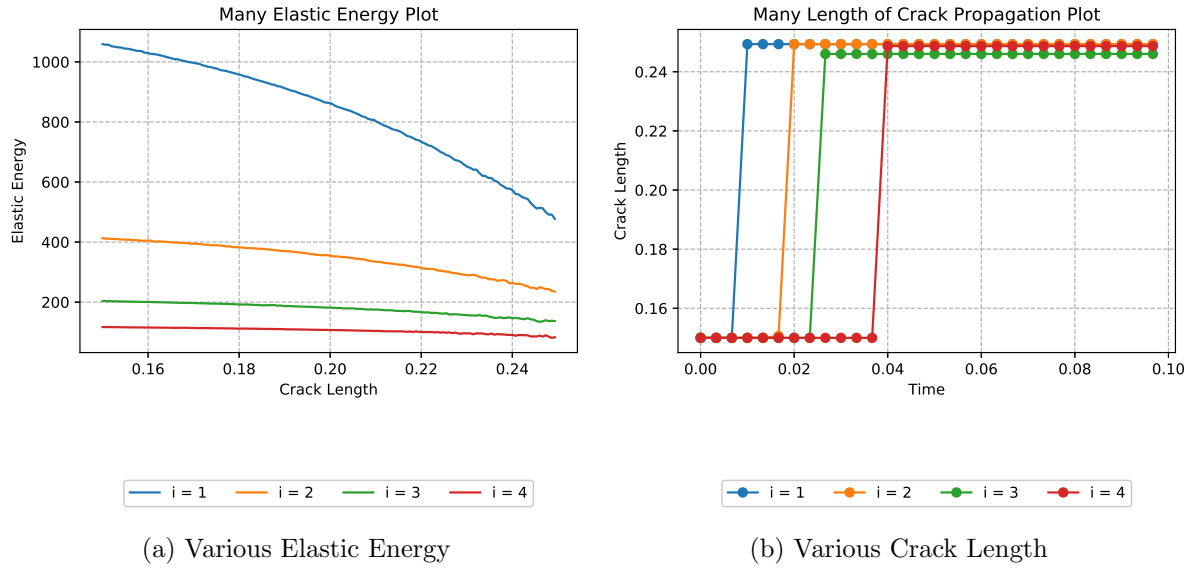 Many Elastic Energy Plot
Elastic Energy
1000
800
600
400
200
0.16 0.18 0.20 0.22 0.24
Crack Length
i = 1 i = 2 i = 3 i = 4
(a) Various Elastic Energy
Many Length of Crack Propagation Plot
Crack Length
0.24
0.22
0.20
0.18
0.16
0.00 0.02 0.04 0.06 0.08 0.10
Time
i = 1 i = 2 i = 3 i = 4
(b) Various Crack Length